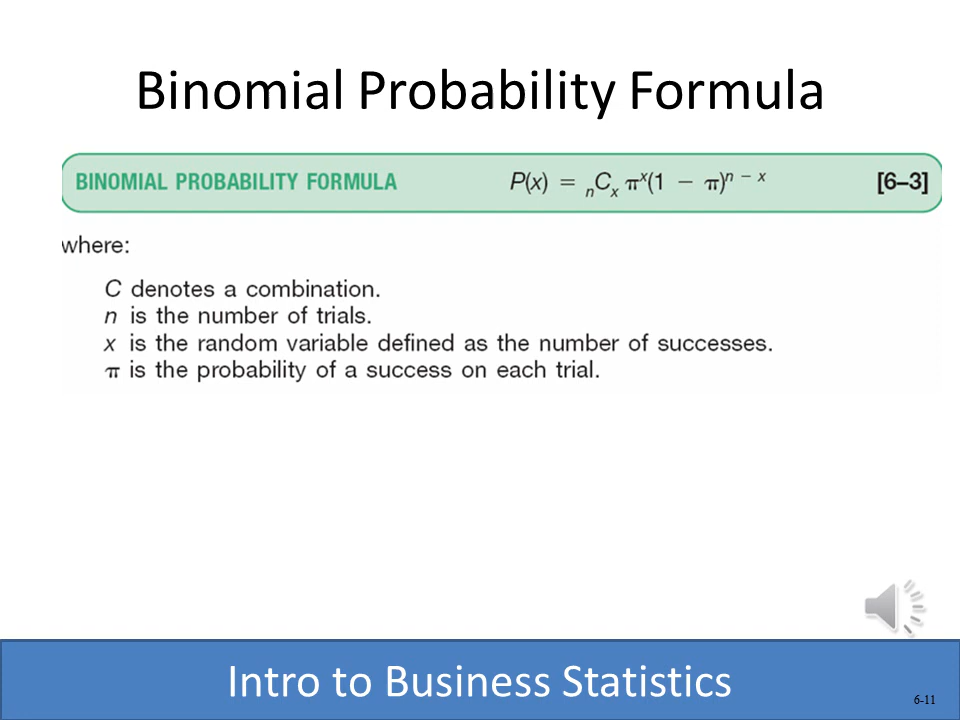 Binomial Probability Formula
BINOMIAL PROBABILITY FORMULA P(x) = ₙCₓ πˣ(1 − π)ⁿ ⁻ ˣ [6–3]
where:
C denotes a combination.
n is the number of trials.
x is the random variable defined as the number of successes.
π is the probability of a success on each trial.
Intro to Business Statistics
6-11